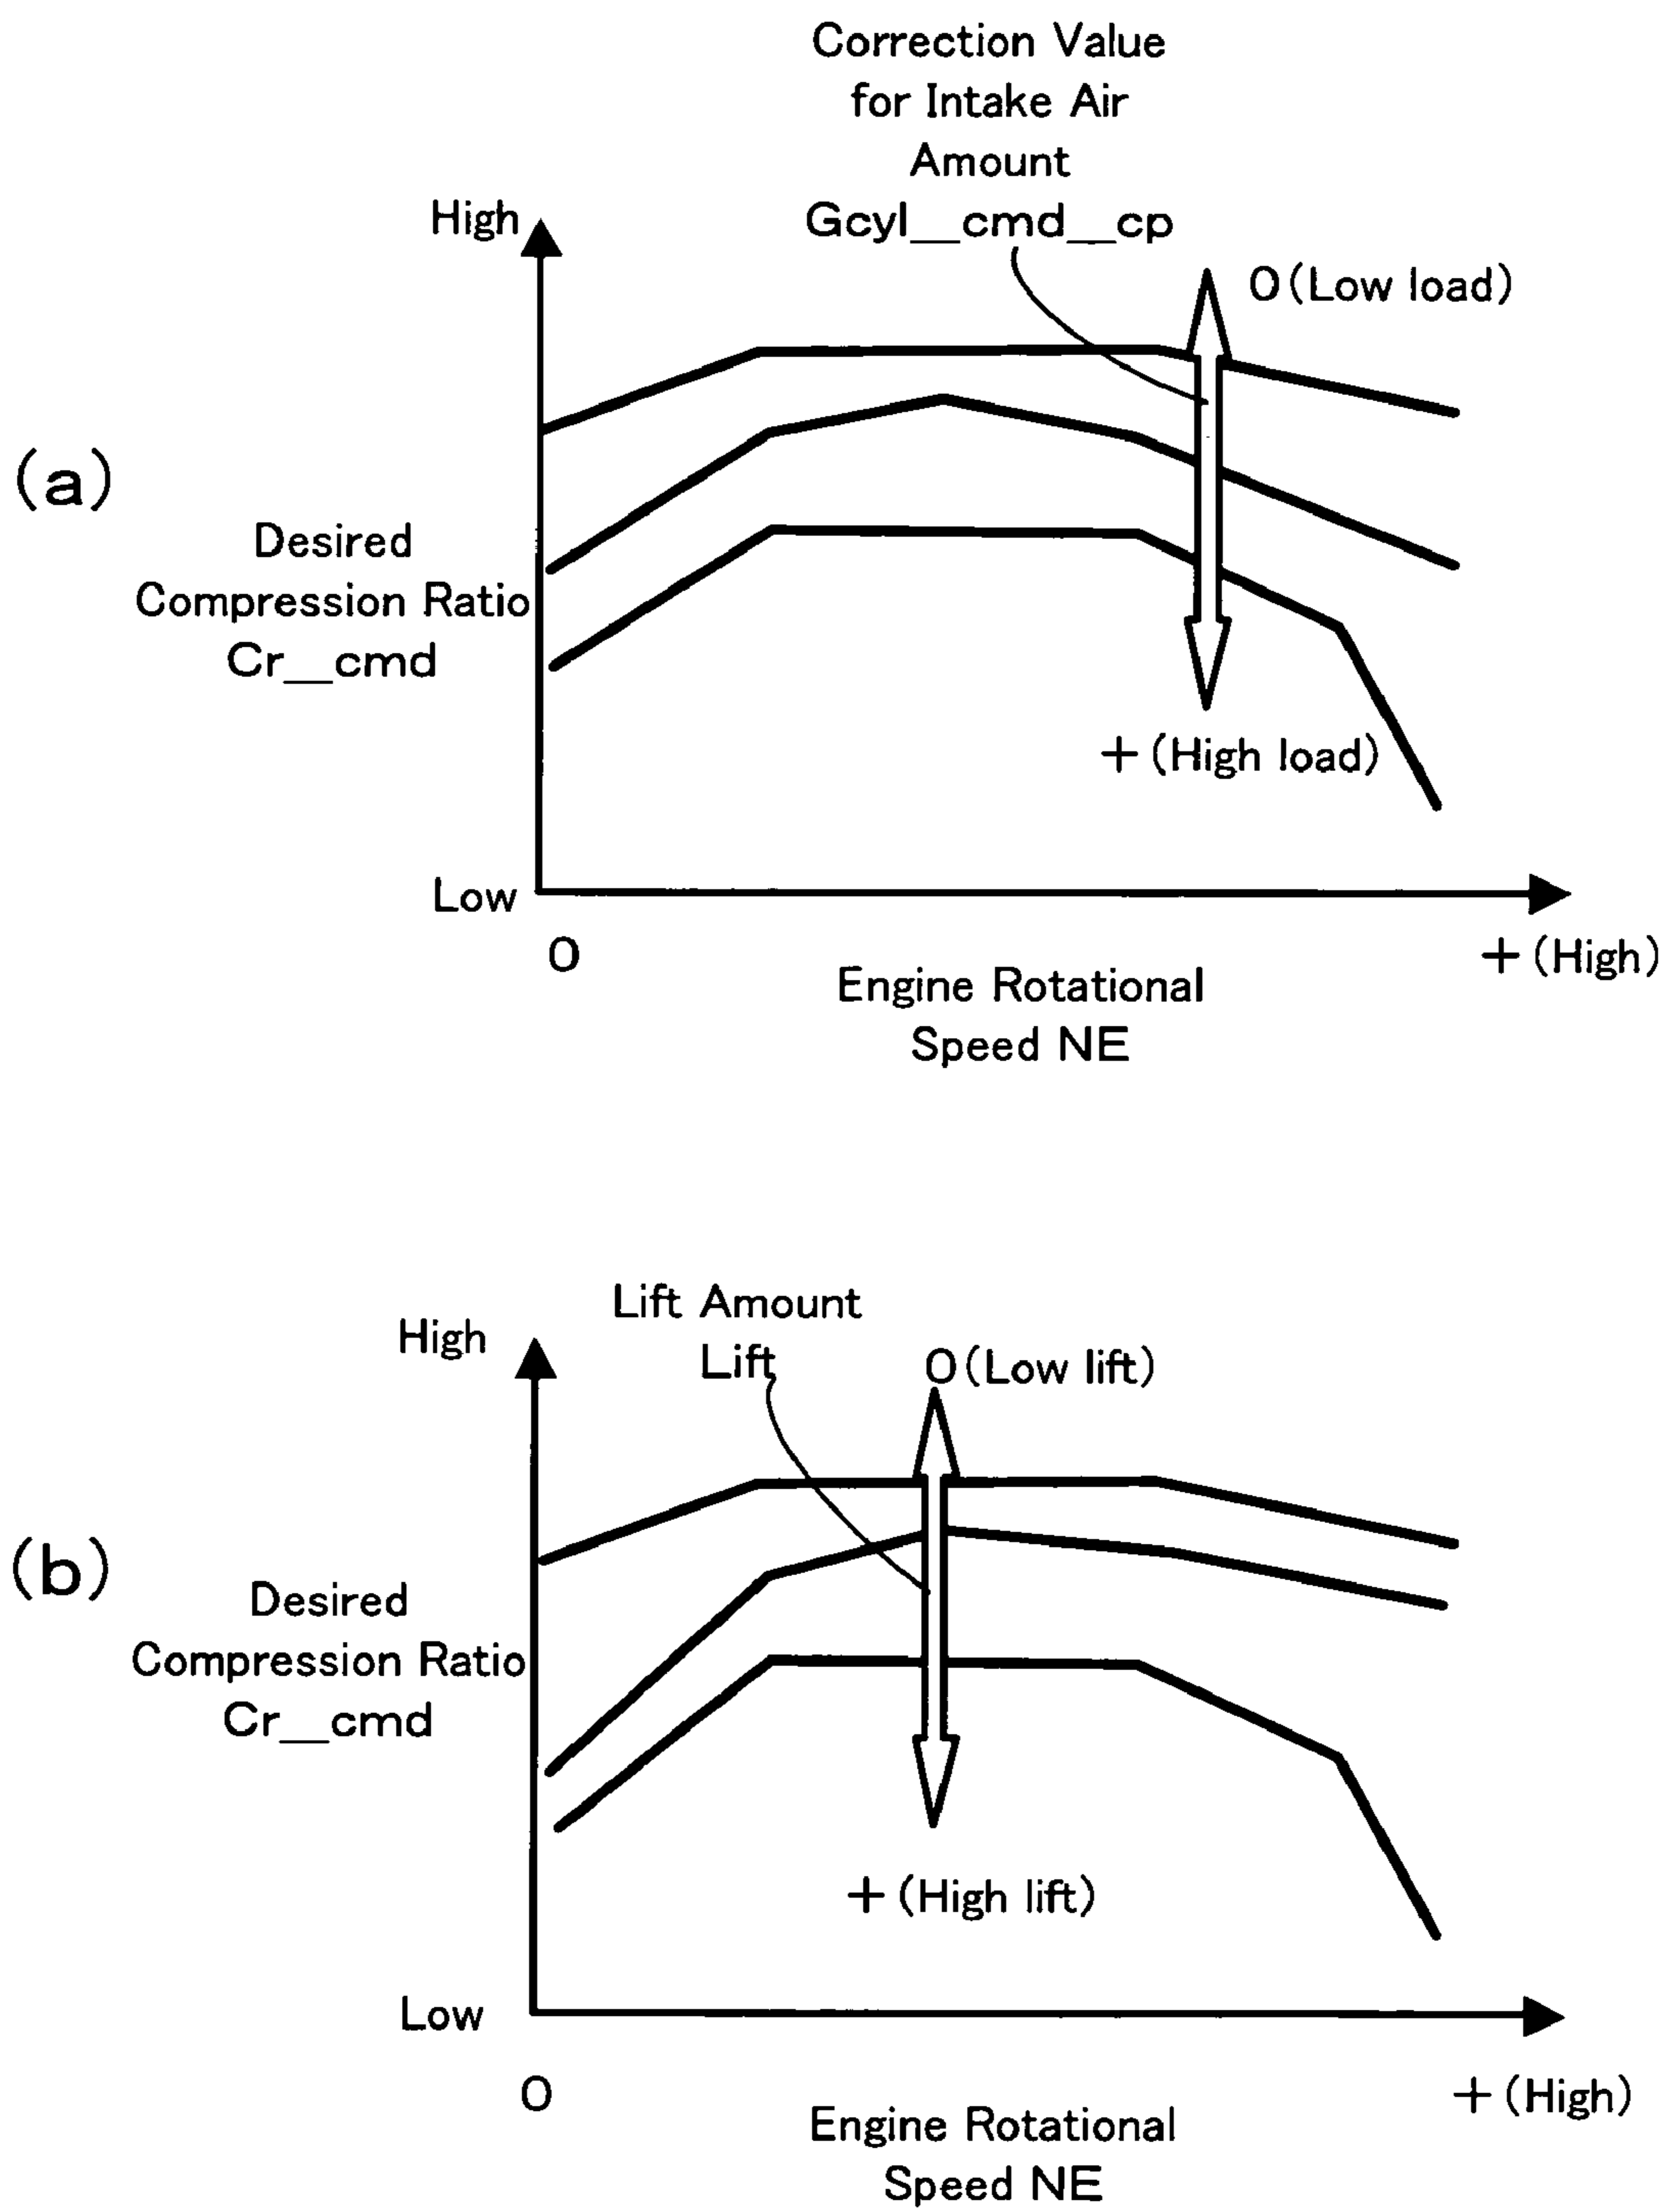 Correction Value
for Intake Air
Amount
Gcyl__cmd__cp
High
0 (Low load)
(a)
Desired
Compression Ratio
Cr__cmd
+ (High load)
Low
0
+ (High)
Engine Rotational
Speed NE
Lift Amount
Lift
High
0 (Low lift)
(b)
Desired
Compression Ratio
Cr__cmd
+ (High lift)
Low
0
+ (High)
Engine Rotational
Speed NE